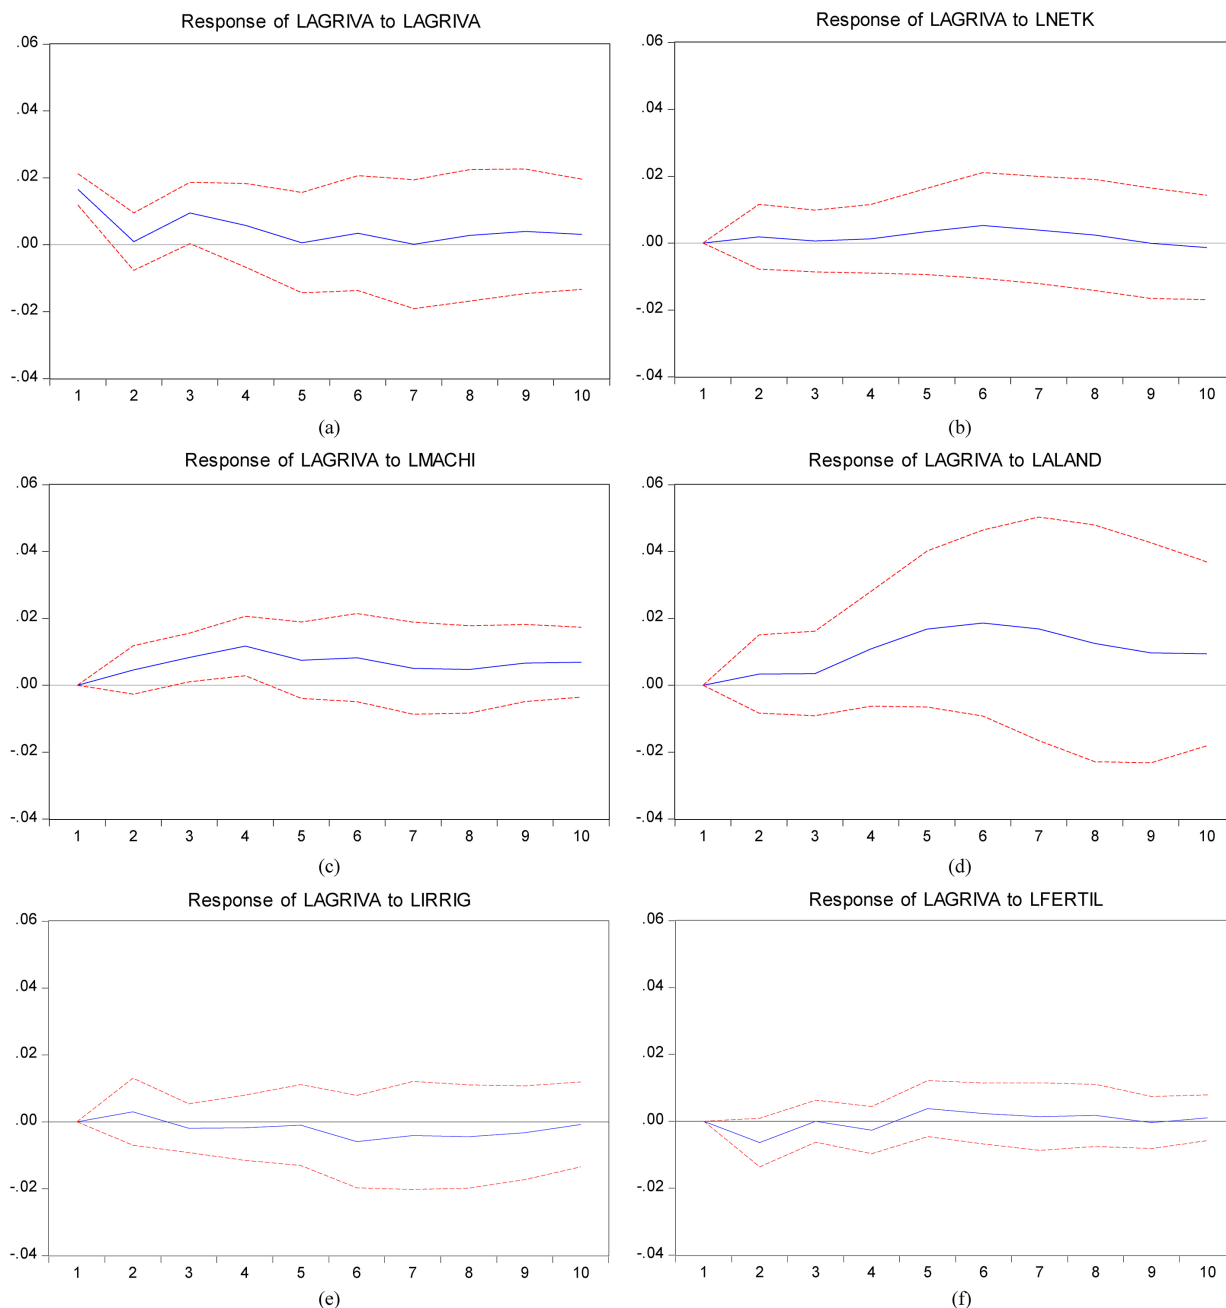 Response of LAGRIVA to LAGRIVA
.06
.04
.02
.00
-.02
-.04
1 2 3 4 5 6 7 8 9 10
(a)
Response of LAGRIVA to LNETK
.06
.04
.02
.00
-.02
-.04
1 2 3 4 5 6 7 8 9 10
(b)
Response of LAGRIVA to LMACHI
.06
.04
.02
.00
-.02
-.04
1 2 3 4 5 6 7 8 9 10
(c)
Response of LAGRIVA to LALAND
.06
.04
.02
.00
-.02
-.04
1 2 3 4 5 6 7 8 9 10
(d)
Response of LAGRIVA to LIRRIG
.06
.04
.02
.00
-.02
-.04
1 2 3 4 5 6 7 8 9 10
(e)
Response of LAGRIVA to LFERTIL
.06
.04
.02
.00
-.02
-.04
1 2 3 4 5 6 7 8 9 10
(f)